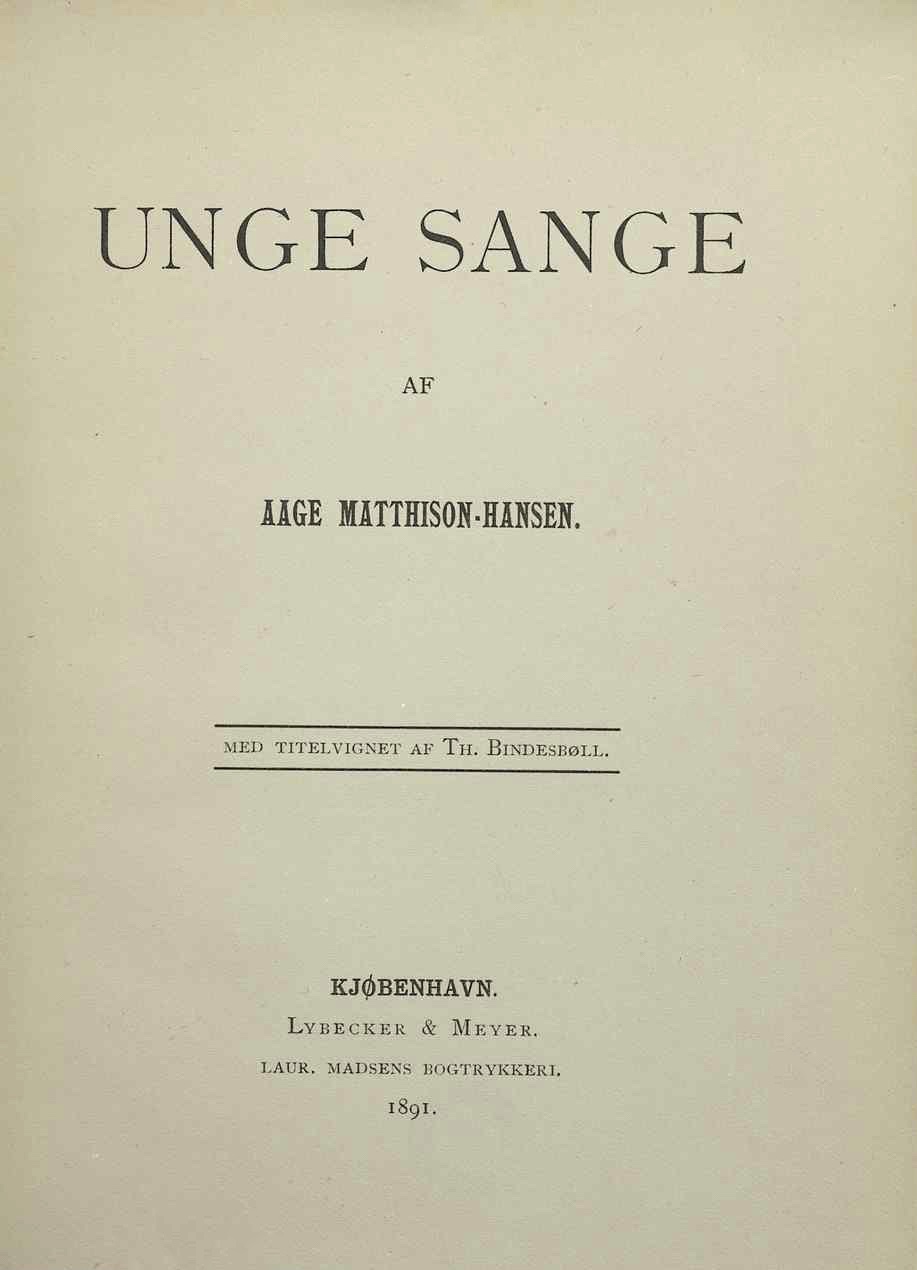 UNGE SANGE
AF
AAGE MATTHISON-HANSEN.
MED TITELVIGNET AF TH. BINDESBØLL.
KJØBENHAVN.
LYBECKER & MEYER.
LAUR. MADSENS BOGTRYKKERI.
1891.